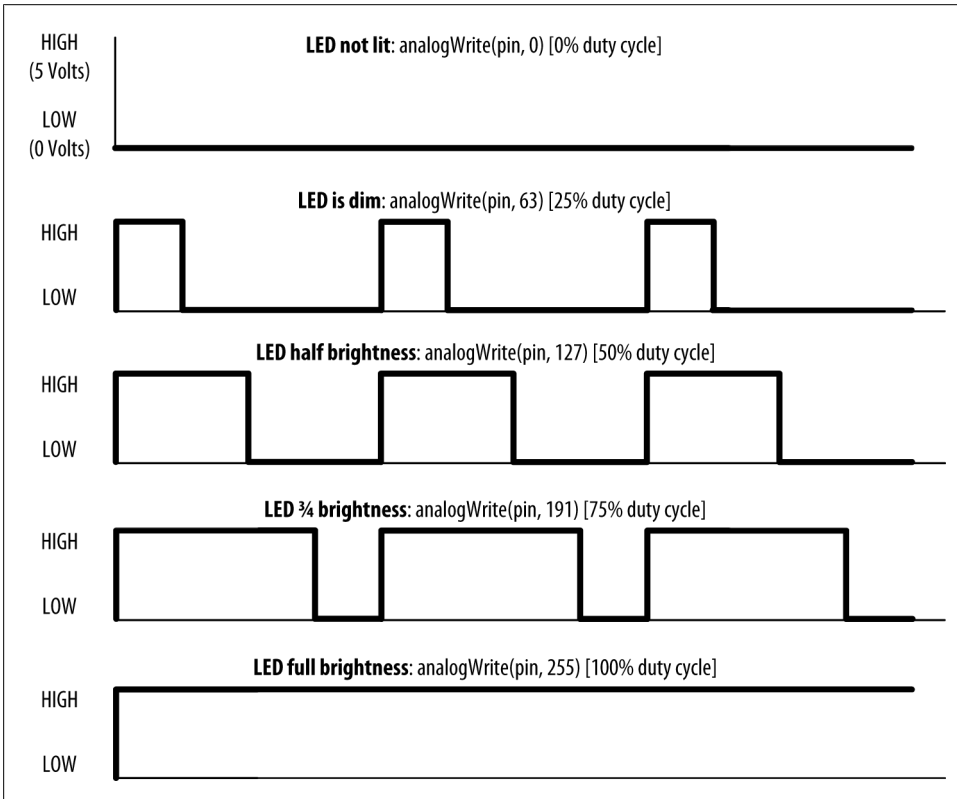 LED not lit: analogWrite(pin, 0) [0% duty cycle]
HIGH
(5 Volts)
LOW
(0 Volts)
LED is dim: analogWrite(pin, 63) [25% duty cycle]
HIGH
LOW
LED half brightness: analogWrite(pin, 127) [50% duty cycle]
HIGH
LOW
LED ¾ brightness: analogWrite(pin, 191) [75% duty cycle]
HIGH
LOW
LED full brightness: analogWrite(pin, 255) [100% duty cycle]
HIGH
LOW